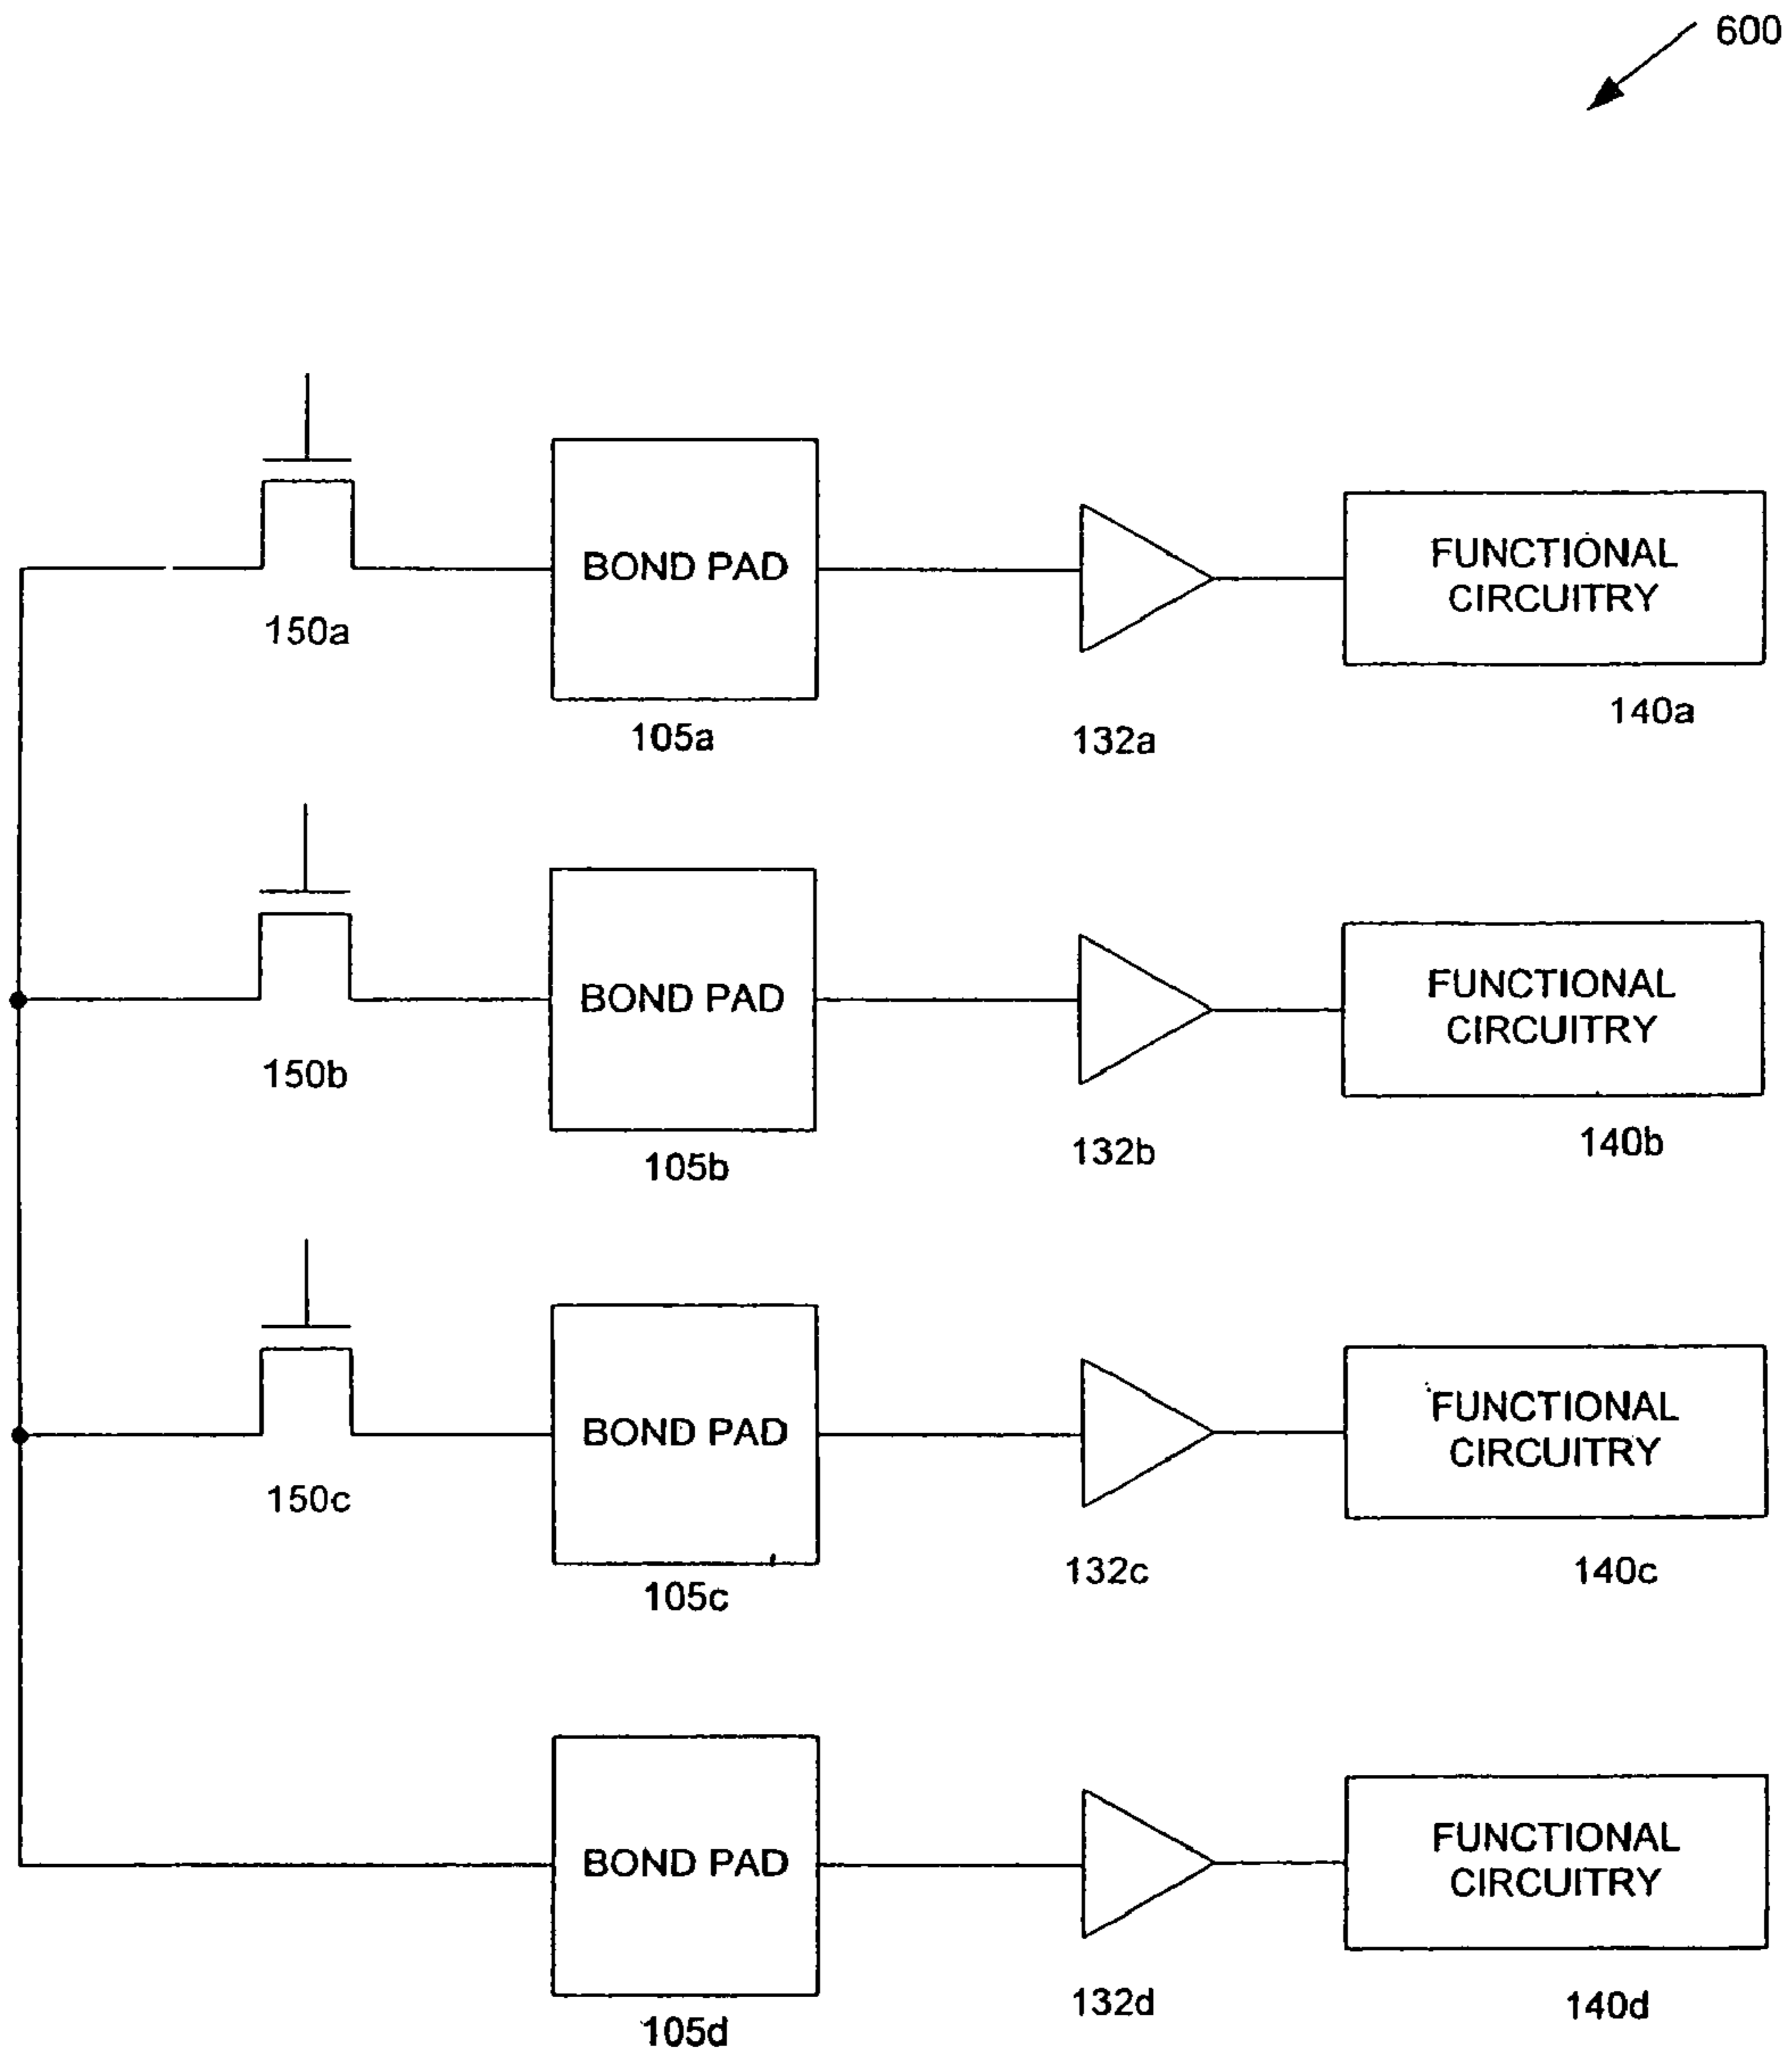 600
BOND PAD
FUNCTIONAL
CIRCUITRY
150a
105a
132a
140a
BOND PAD
FUNCTIONAL
CIRCUITRY
150b
105b
132b
140b
BOND PAD
FUNCTIONAL
CIRCUITRY
150c
105c
132c
140c
BOND PAD
FUNCTIONAL
CIRCUITRY
105d
132d
140d